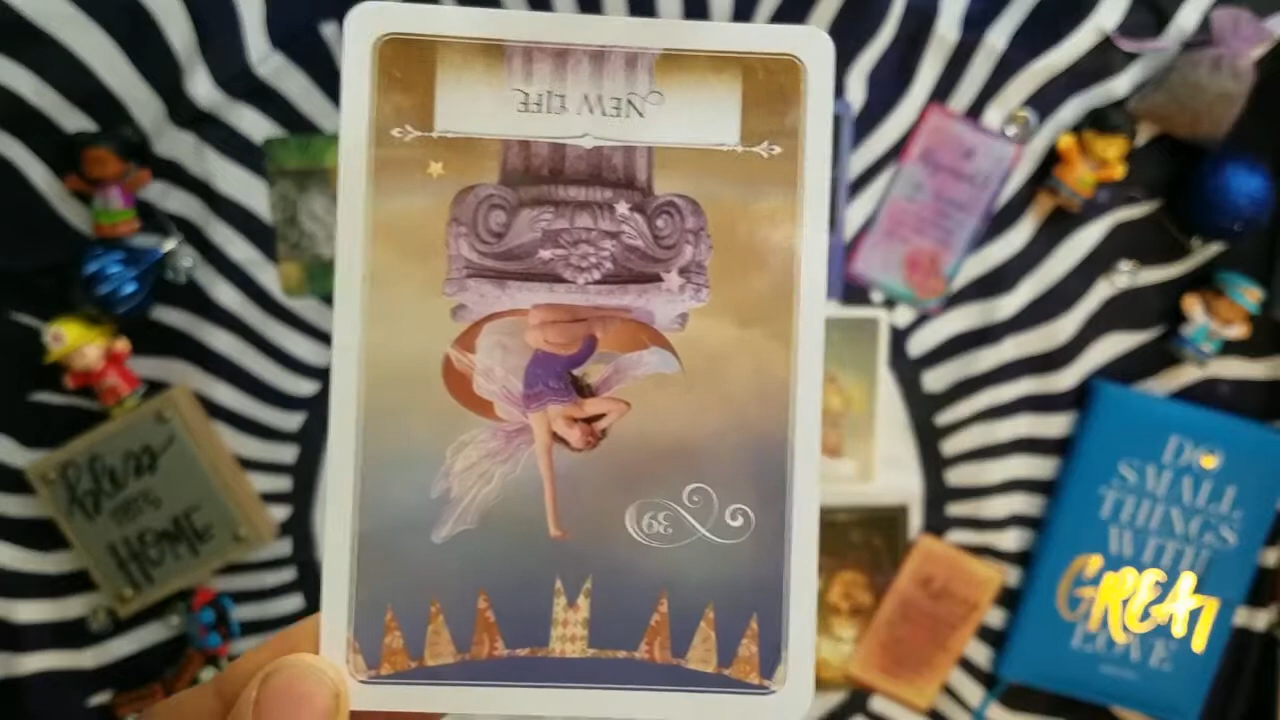 NEW LIFE
39
Bless
THIS
HOME
DO
SMALL
THINGS
WITH
GREAT
LOVE